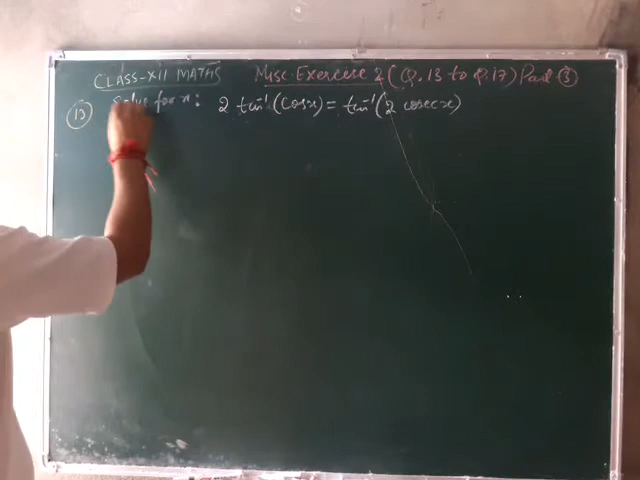 CLASS-XII MATHS Misc. Exercise 2 (Q.13 to Q.17) Part ③
⑬ Solve for x: 2 tan⁻¹(cosx) = tan⁻¹(2 cosec x)